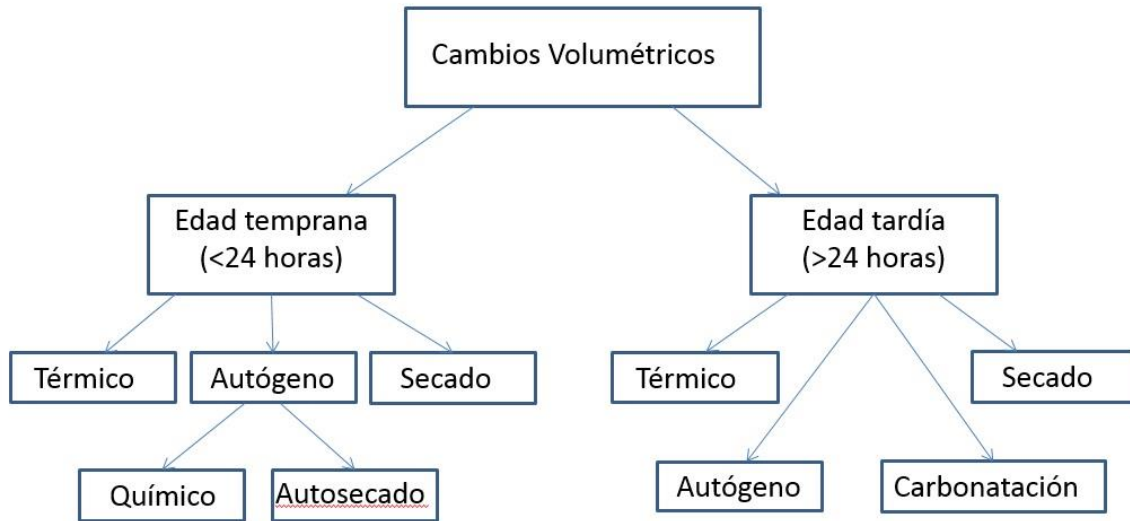 Cambios Volumétricos
Edad temprana
(<24 horas)
Edad tardía
(>24 horas)
Térmico
Autógeno
Secado
Térmico
Secado
Químico
Autosecado
Autógeno
Carbonatación